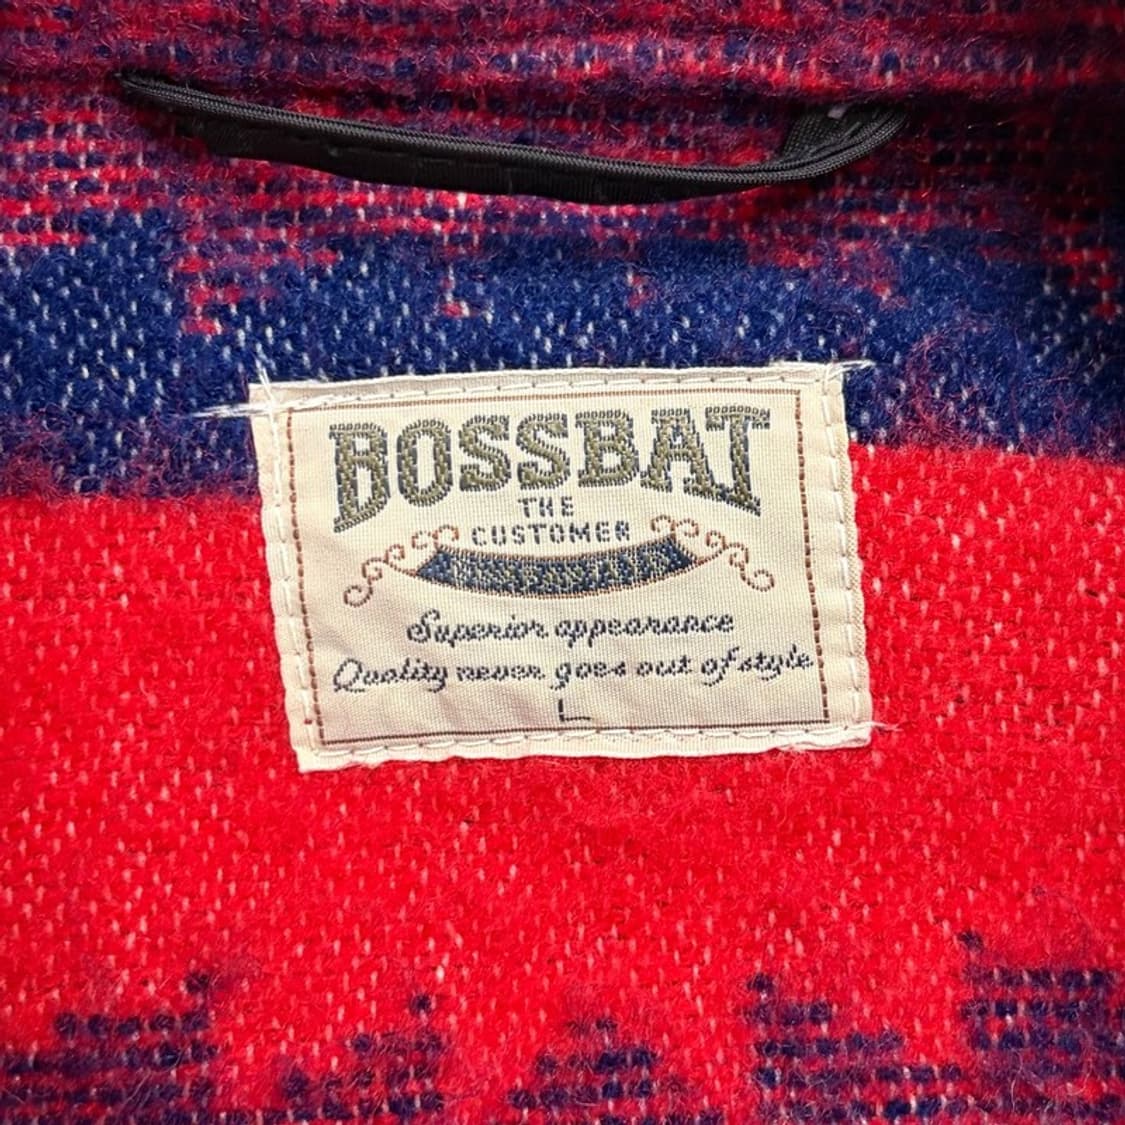 BOSSBAT
THE
CUSTOMER
Superior appearance
Quality never goes out of style
L